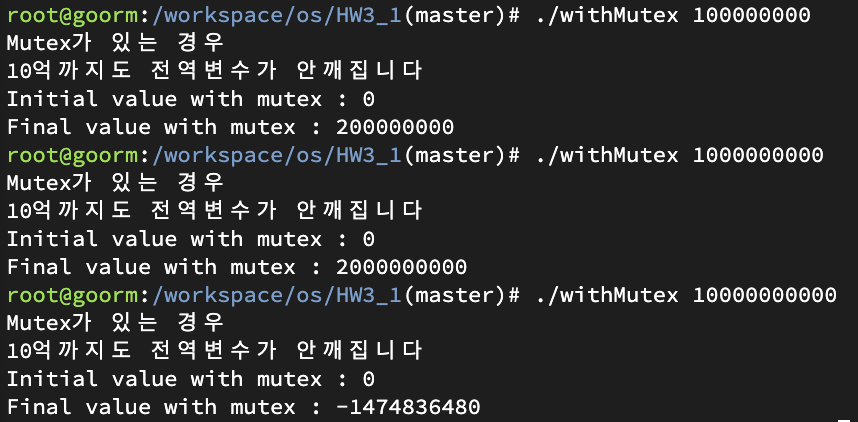 root@goorm:/workspace/os/HW3_1(master)# ./withMutex 100000000
Mutex가 있는 경우
10억까지도 전역변수가 안깨집니다
Initial value with mutex : 0
Final value with mutex : 200000000
root@goorm:/workspace/os/HW3_1(master)# ./withMutex 1000000000
Mutex가 있는 경우
10억까지도 전역변수가 안깨집니다
Initial value with mutex : 0
Final value with mutex : 2000000000
root@goorm:/workspace/os/HW3_1(master)# ./withMutex 10000000000
Mutex가 있는 경우
10억까지도 전역변수가 안깨집니다
Initial value with mutex : 0
Final value with mutex : -1474836480